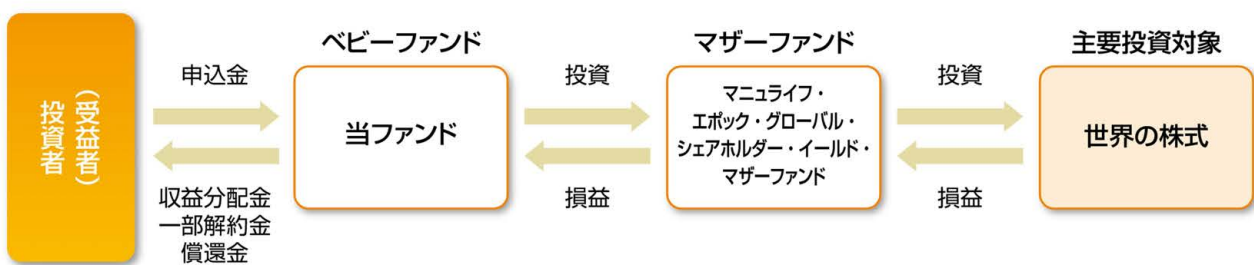 投資者
（受益者）
申込金
収益分配金
一部解約金
償還金
ベビーファンド
当ファンド
投資
損益
マザーファンド
マニュライフ・
エポック・グローバル・
シェアホルダー・イールド・
マザーファンド
投資
損益
主要投資対象
世界の株式